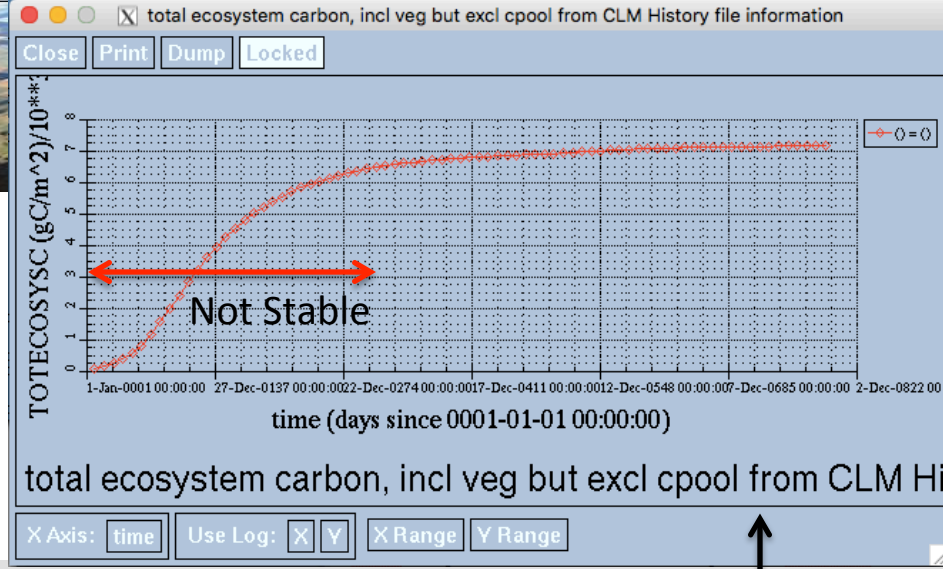 total ecosystem carbon, incl veg but excl cpool from CLM History file information
Close Print Dump Locked
TOTECOSYSC (gC/m^2)/10**
8
7
6
5
4
3
2
1
0
()=()
Not Stable
1-Jan-0001 00:00:00 27-Dec-0137 00:00:00 22-Dec-0274 00:00:00 17-Dec-0411 00:00:00 12-Dec-0548 00:00:00 7-Dec-0685 00:00:00 2-Dec-0822 00
time (days since 0001-01-01 00:00:00)
total ecosystem carbon, incl veg but excl cpool from CLM Hi
X Axis: time Use Log: X Y X Range Y Range